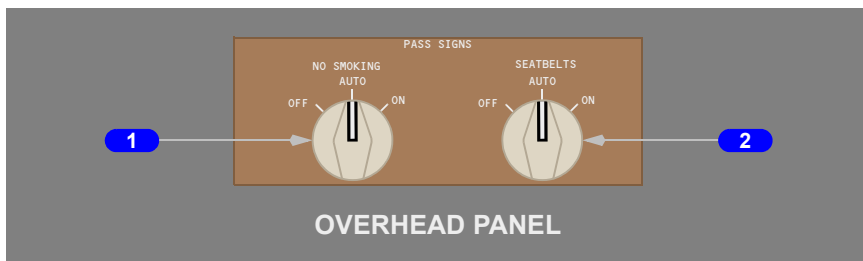 PASS SIGNS
NO SMOKING
AUTO
OFF
ON
SEATBELTS
AUTO
OFF
ON
1
2
OVERHEAD PANEL